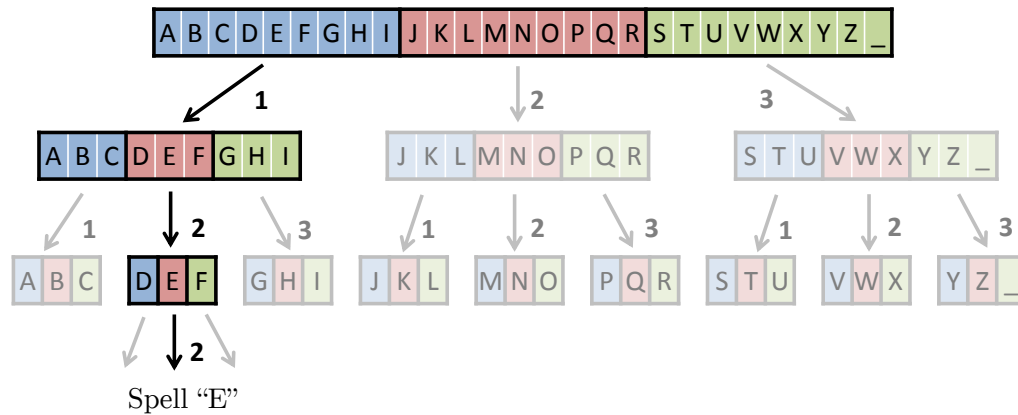 A B C D E F G H I J K L M N O P Q R S T U V W X Y Z _
1 2 3
A B C D E F G H I J K L M N O P Q R S T U V W X Y Z _
1 2 3 1 2 3 1 2 3
A B C D E F G H I J K L M N O P Q R S T U V W X Y Z _
2
Spell “E”